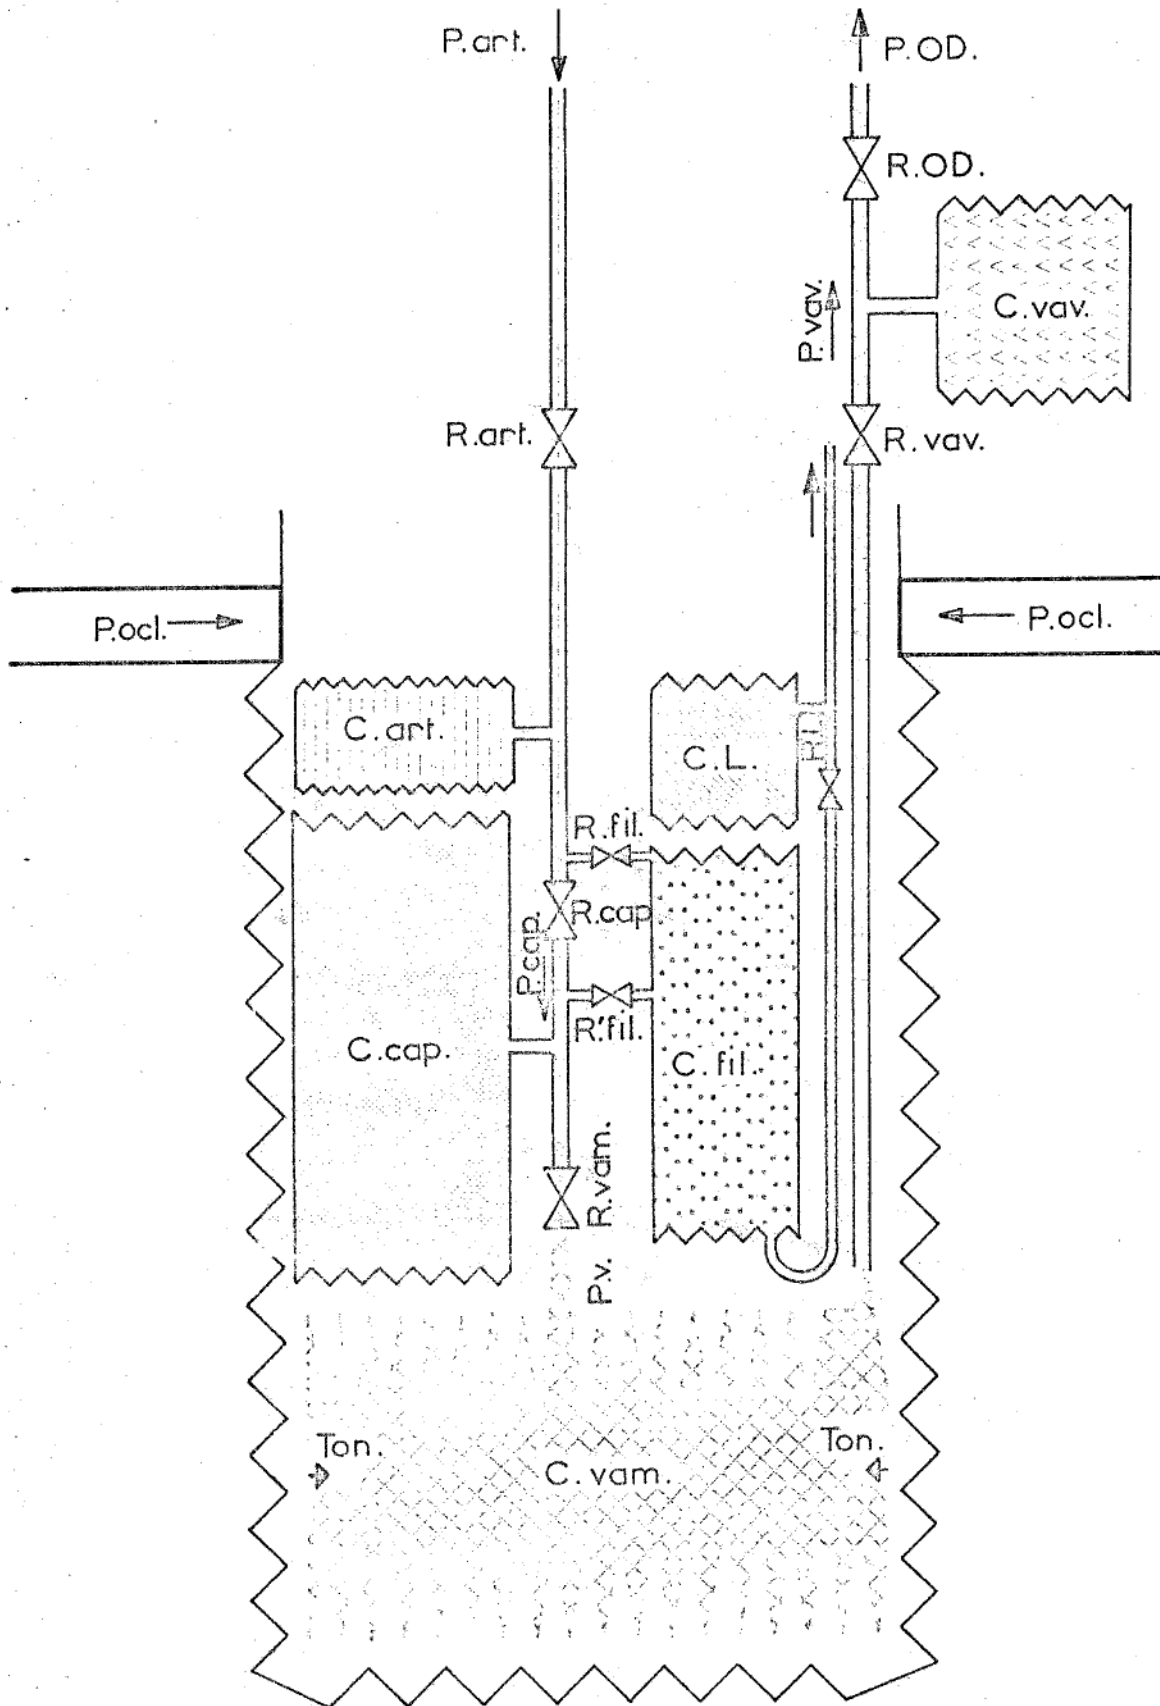 P.art.
P.OD.
R.OD.
P.vav.
C.vav.
R.art.
R.vav.
P.ocl.
P.ocl.
C.art.
C.L.
R.fil.
R.cap
P.cap.
R'.fil.
C.cap.
C.fil.
R.vam.
P.v.
Ton.
Ton.
C.vam.